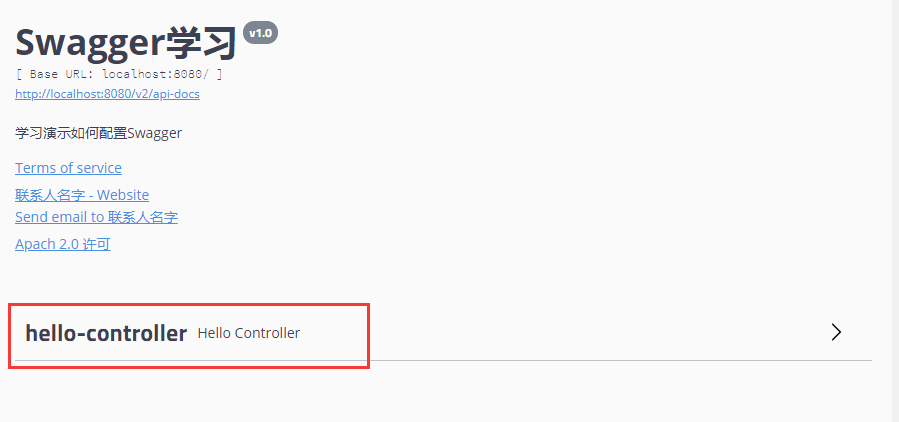 Swagger学习 v1.0
[ Base URL: localhost:8080/ ]
http://localhost:8080/v2/api-docs
学习演示如何配置Swagger
Terms of service
联系人名字 - Website
Send email to 联系人名字
Apach 2.0 许可
hello-controller Hello Controller